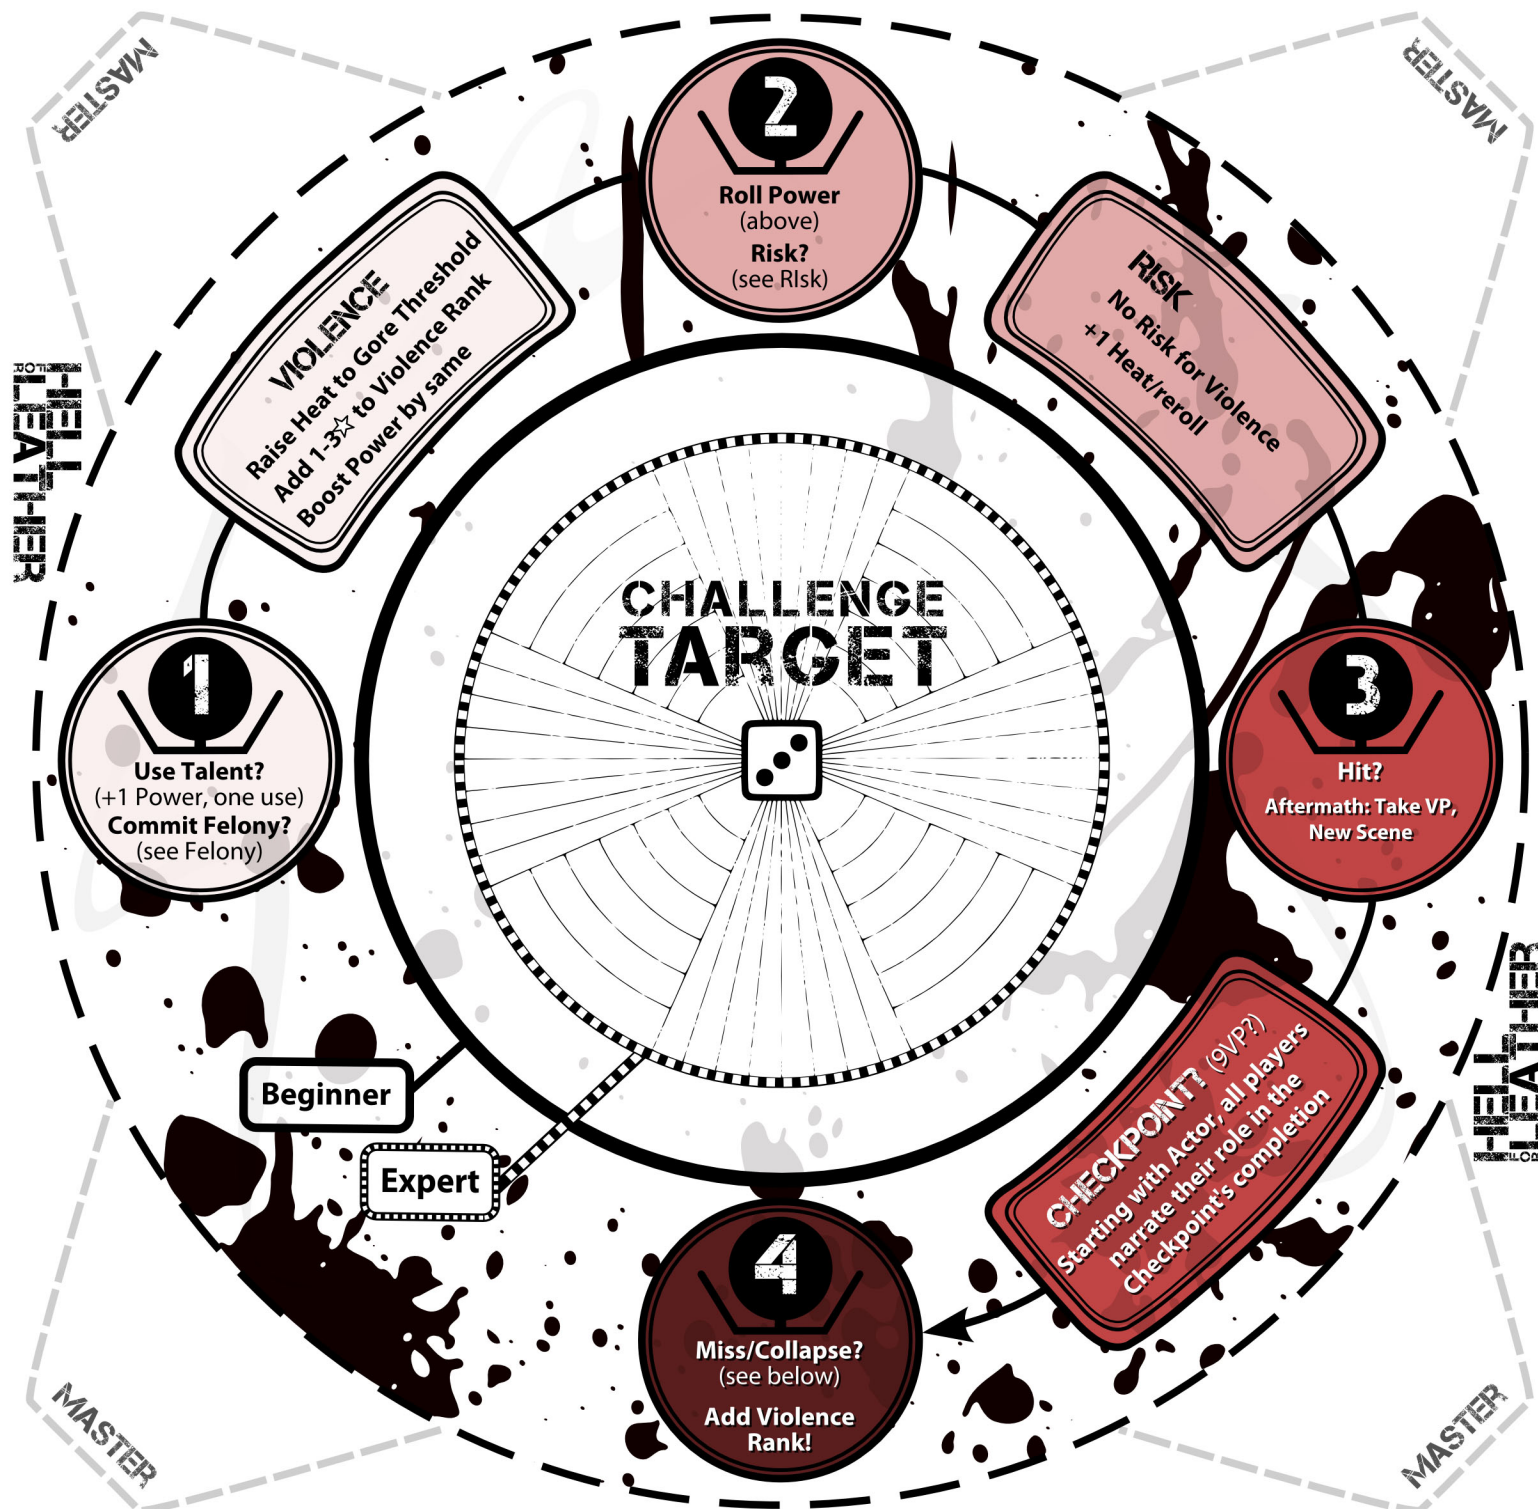 MASTER
MASTER
2
Roll Power
(above)
Risk?
(see RIsk)
VIOLENCE
Raise Heat to Gore Threshold
Add 1-3☆ to Violence Rank
Boost Power by same
RISK
No Risk for Violence
+1 Heat/reroll
HELL
FOR
LEATHER
CHALLENGE
TARGET
1
Use Talent?
(+1 Power, one use)
Commit Felony?
(see Felony)
3
Hit?
Aftermath: Take VP,
New Scene
HELL
FOR
LEATHER
Beginner
Expert
CHECKPOINT? (9VP?)
Starting with Actor, all players
narrate their role in the
Checkpoint's completion
4
Miss/Collapse?
(see below)
Add Violence
Rank!
MASTER
MASTER